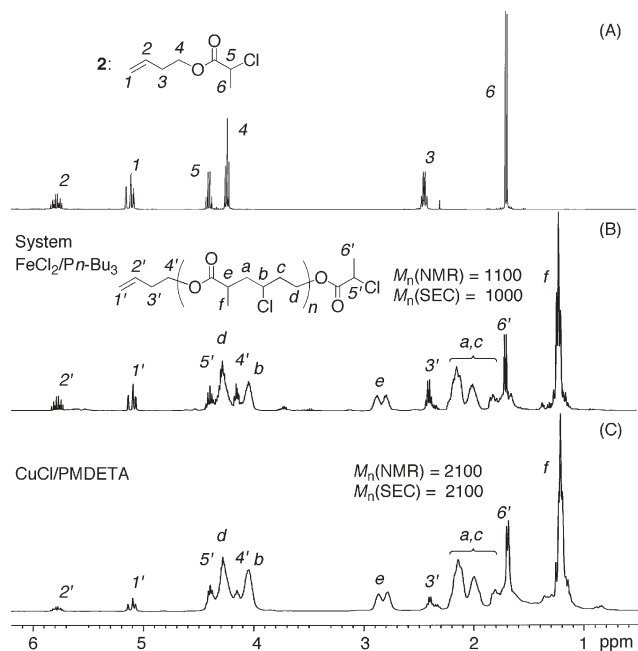 (A)
2:
2
4
O
5
Cl
1
3
O
6
6
4
2
1
5
3
(B)
System
FeCl2/Pn-Bu3
2'
4'
O
a
c
6'
e
b
O
Cl
1'
3'
O
f
Cl
d
n
O
5'
Mn(NMR) = 1100
Mn(SEC) = 1000
f
d
6'
5'
4'
b
3'
a,c
2'
1'
e
(C)
CuCl/PMDETA
Mn(NMR) = 2100
Mn(SEC) = 2100
f
d
6'
5'
4'
b
a,c
2'
1'
e
3'
6
5
4
3
2
1
ppm